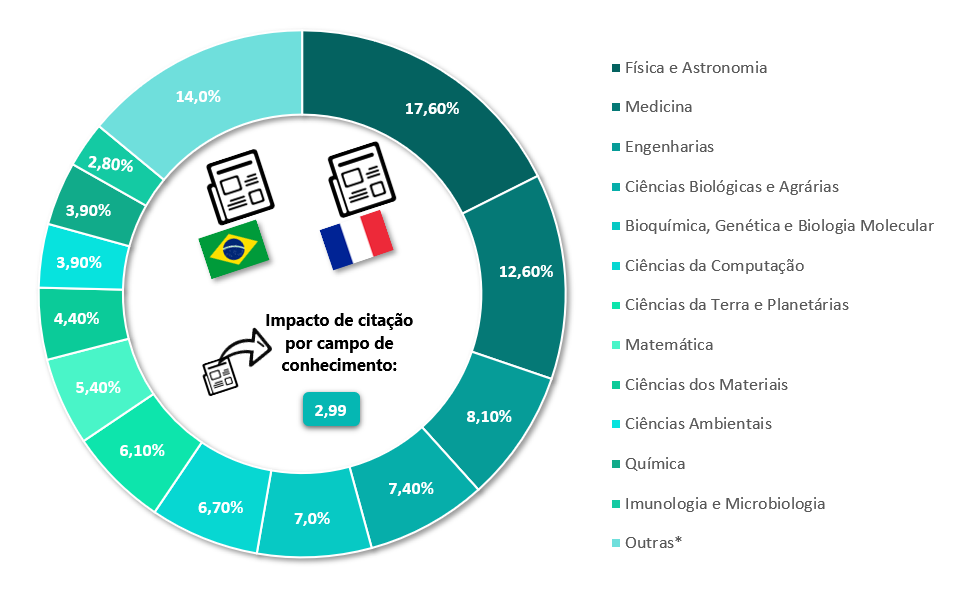 14,0%
17,60%
2,80%
3,90%
12,60%
3,90%
4,40%
Impacto de citação
por campo de
conhecimento:
5,40%
2,99
8,10%
6,10%
7,40%
6,70%
7,0%
Física e Astronomia
Medicina
Engenharias
Ciências Biológicas e Agrárias
Bioquímica, Genética e Biologia Molecular
Ciências da Computação
Ciências da Terra e Planetárias
Matemática
Ciências dos Materiais
Ciências Ambientais
Química
Imunologia e Microbiologia
Outras*